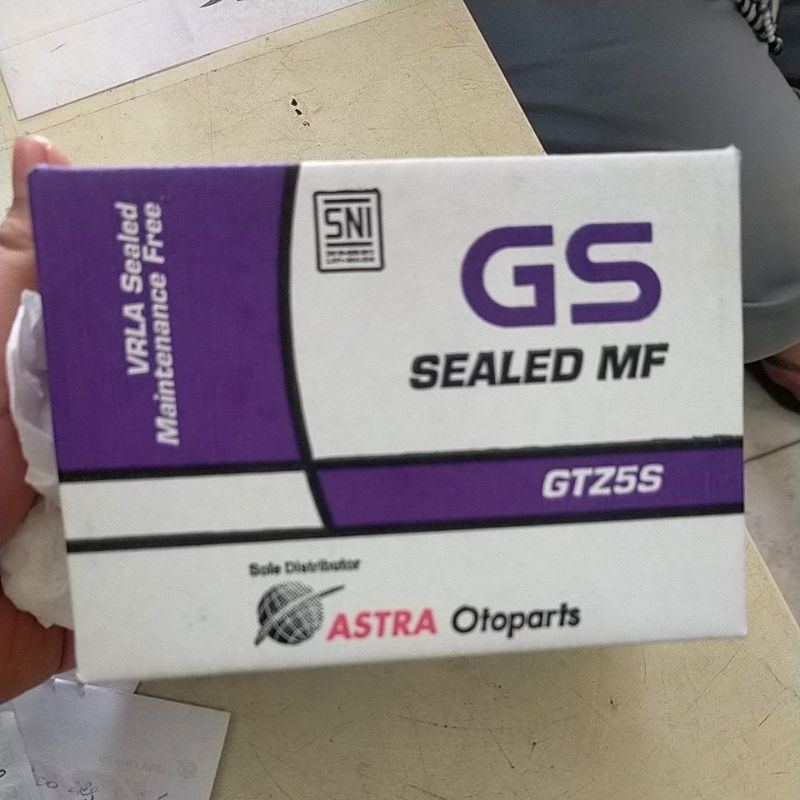 VRLA Sealed
Maintenance Free
SNI
GS
SEALED MF
GTZ5S
Sole Distributor
ASTRA Otoparts